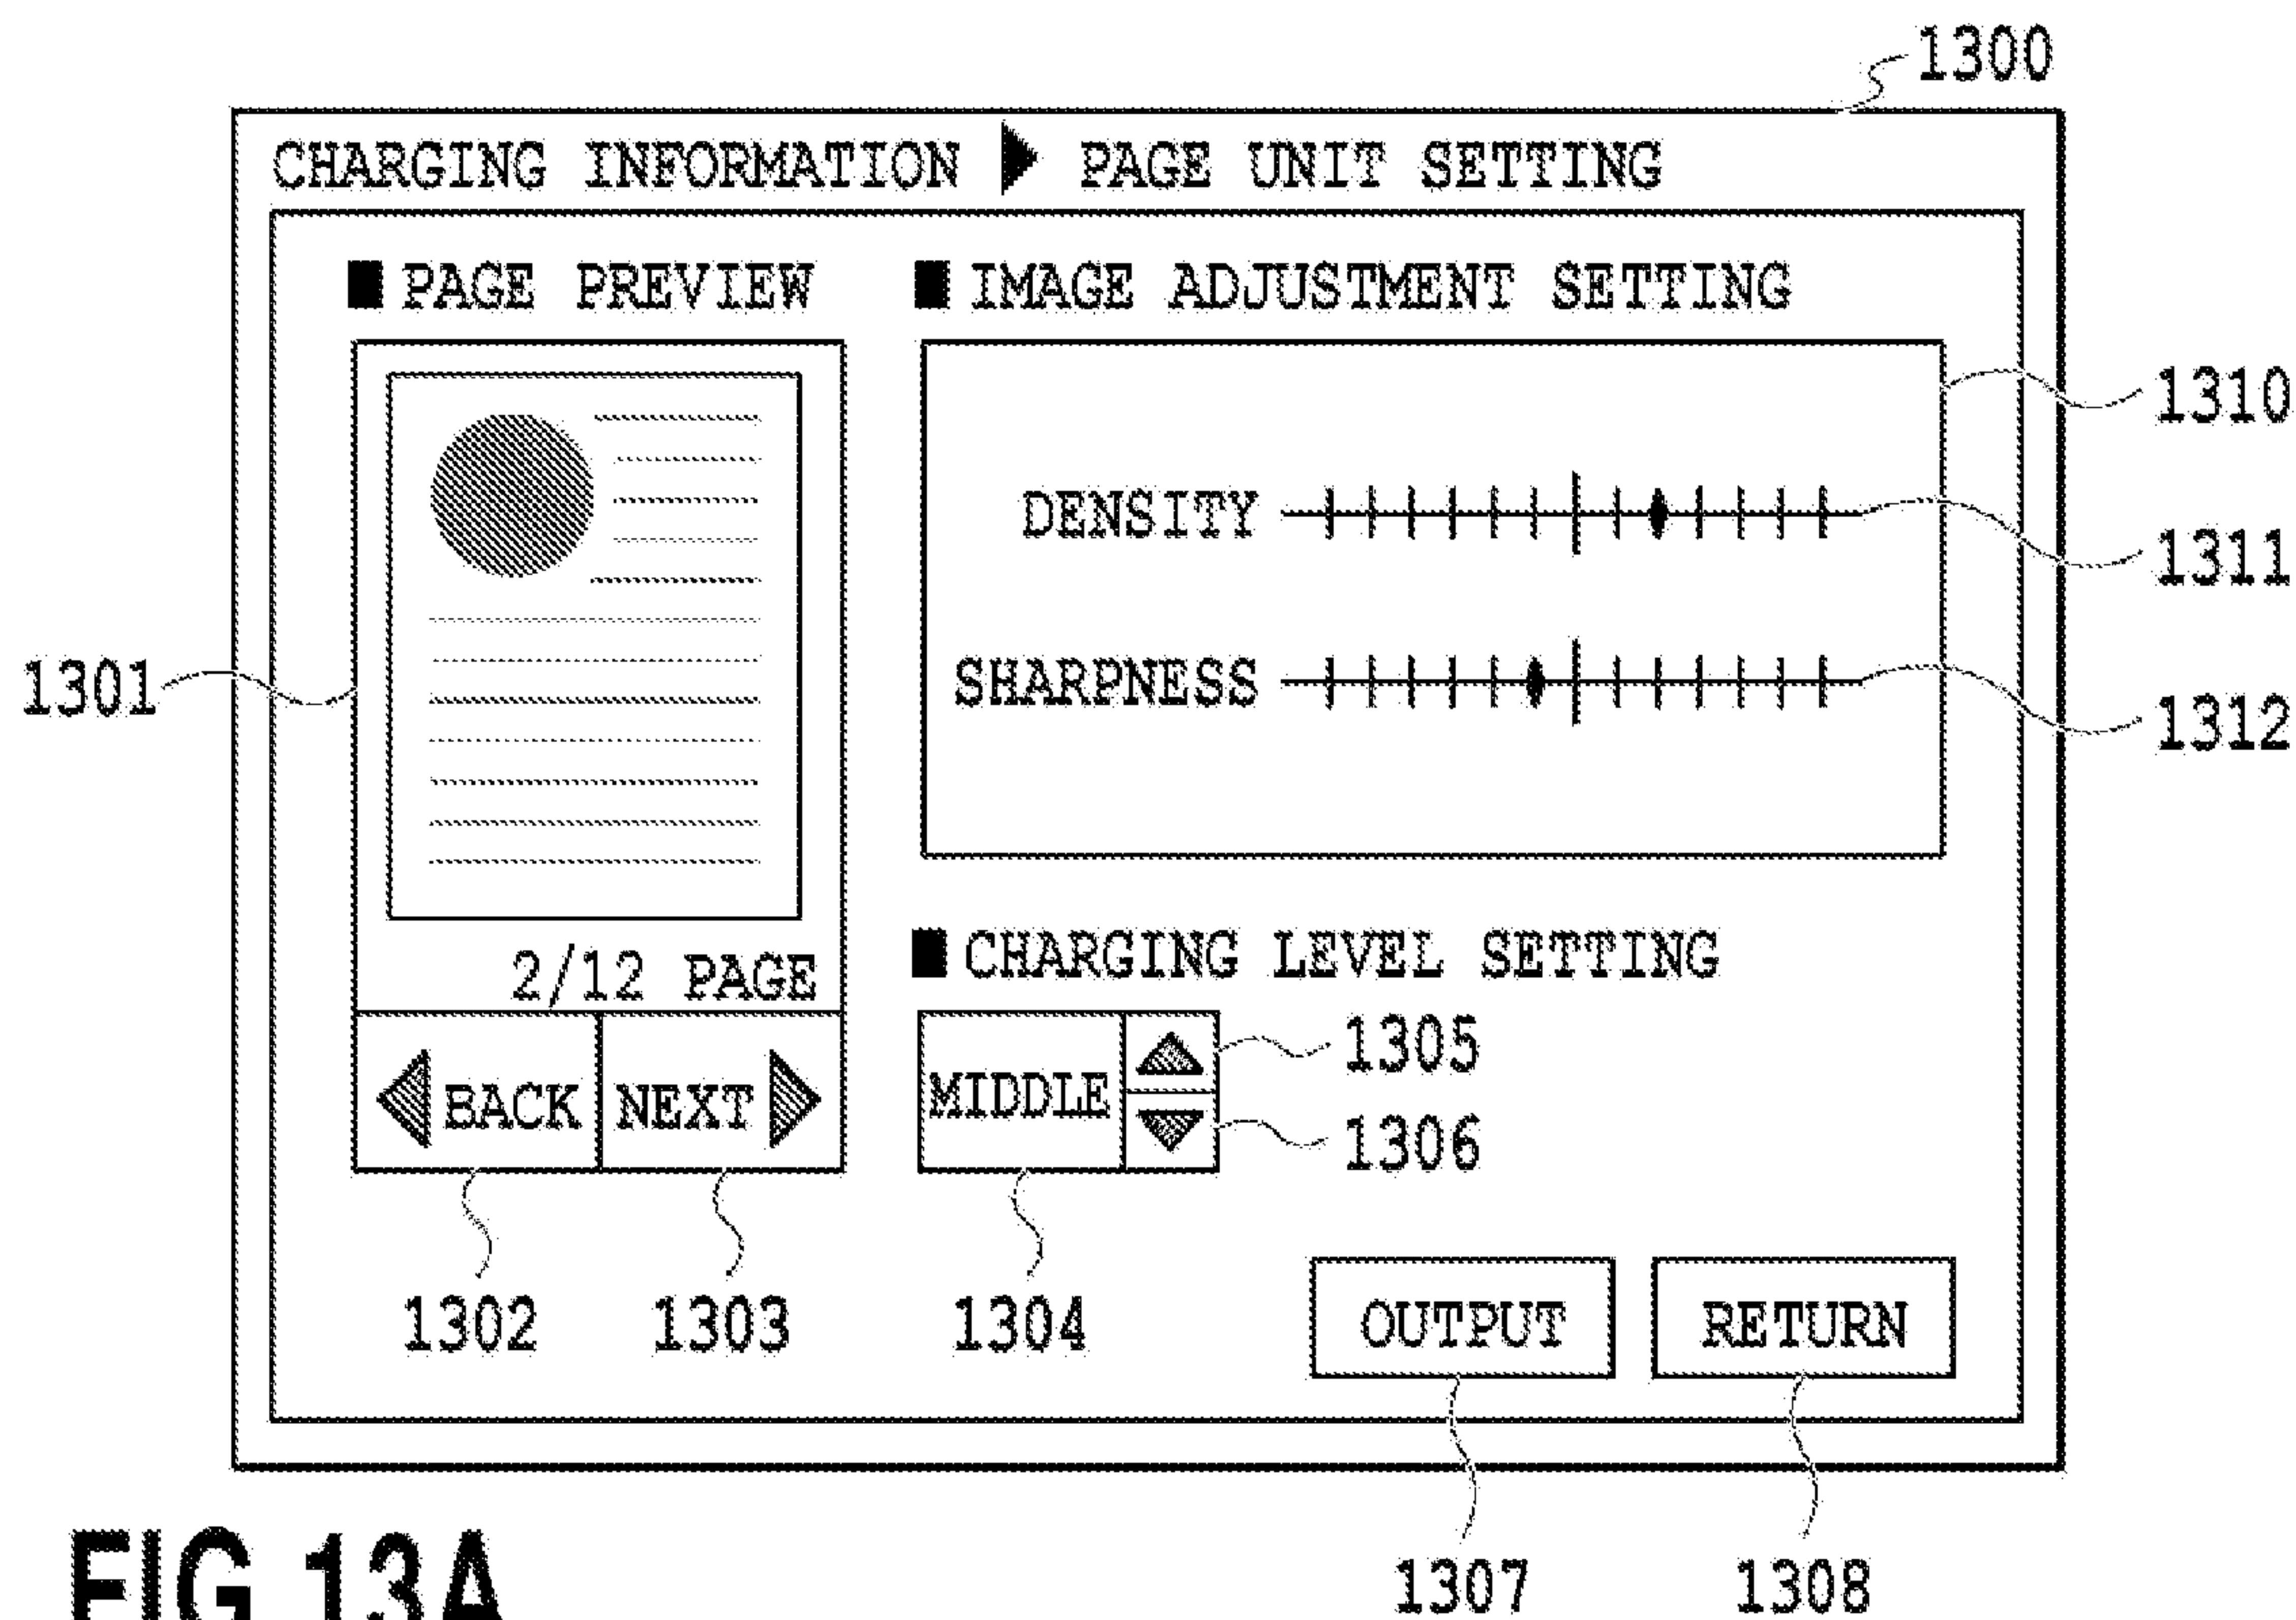 1300
CHARGING INFORMATION ▶ PAGE UNIT SETTING
■ PAGE PREVIEW
■ IMAGE ADJUSTMENT SETTING
1310
DENSITY
1311
1301
SHARPNESS
1312
2/12 PAGE
■ CHARGING LEVEL SETTING
BACK
NEXT
MIDDLE
1305
1306
1302
1303
1304
OUTPUT
RETURN
1307
1308
FIG.13A